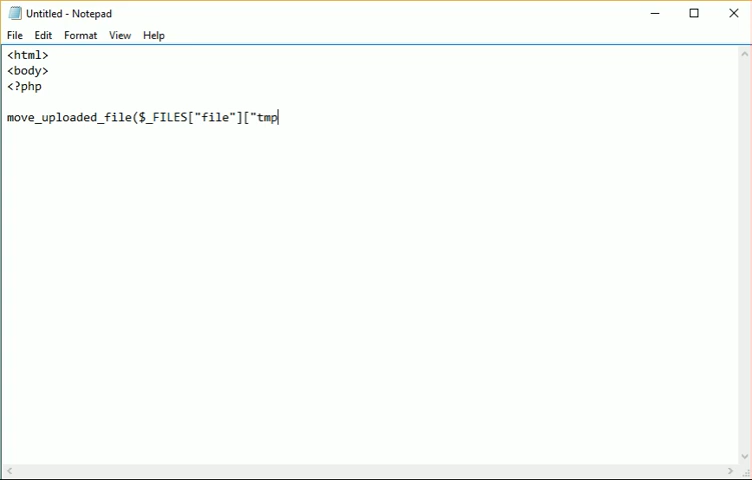 Untitled - Notepad
File Edit Format View Help
<html>
<body>
<?php
move_uploaded_file($_FILES["file"]["tmp